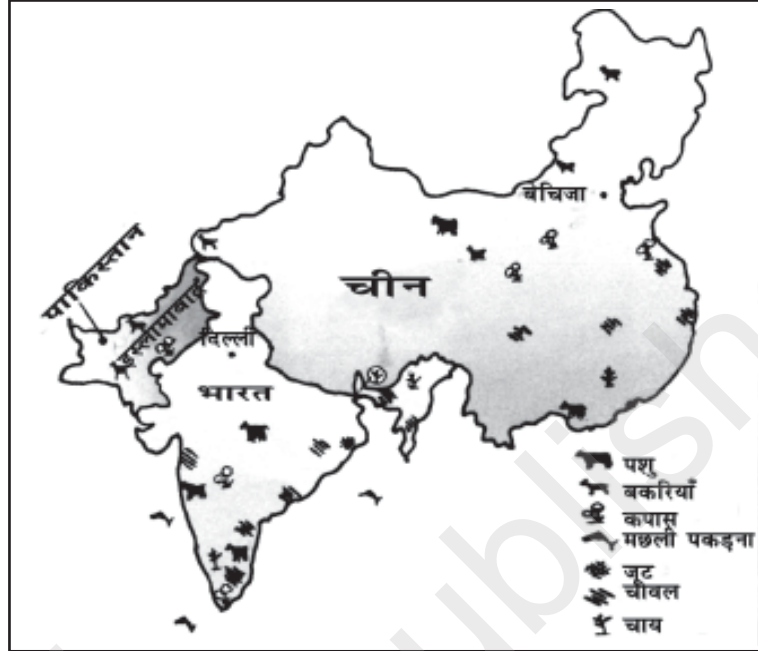 बेचिजा
पाकिस्तान
चीन
इस्लामाबाद
दिल्ली
भारत
पशु
बकरियाँ
कपास
मछली पकड़ना
जूट
चीवल
चाय